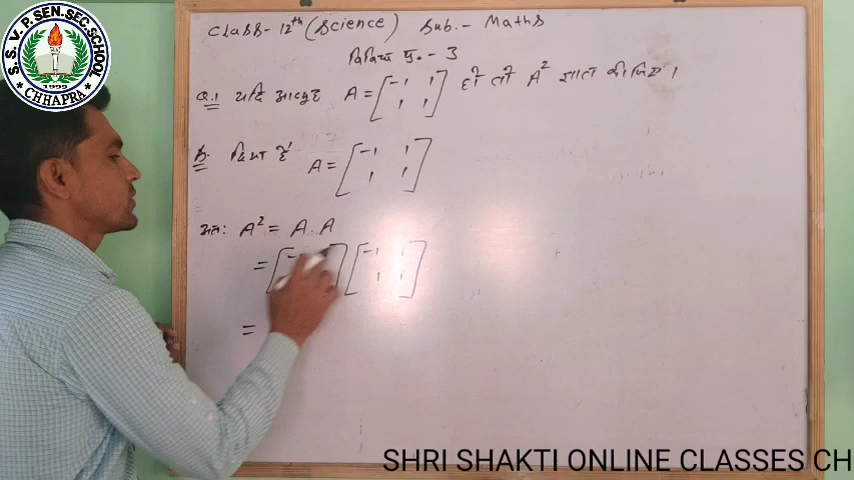 S.S.V.P.SEN.SEC.SCHOOL
1999
CHHAPRA
Class- 12th (Science) Sub.- Maths
विविध प्र. - 3
Q.1 यदि आव्यूह A = [ -1 1 हो तो A² ज्ञात कीजिए।
1 1 ]
दिया है A = [ -1 1
1 1 ]
अतः A² = A . A
= [ - ] [ -1 1
1 1 ]
=
SHRI SHAKTI ONLINE CLASSES CH